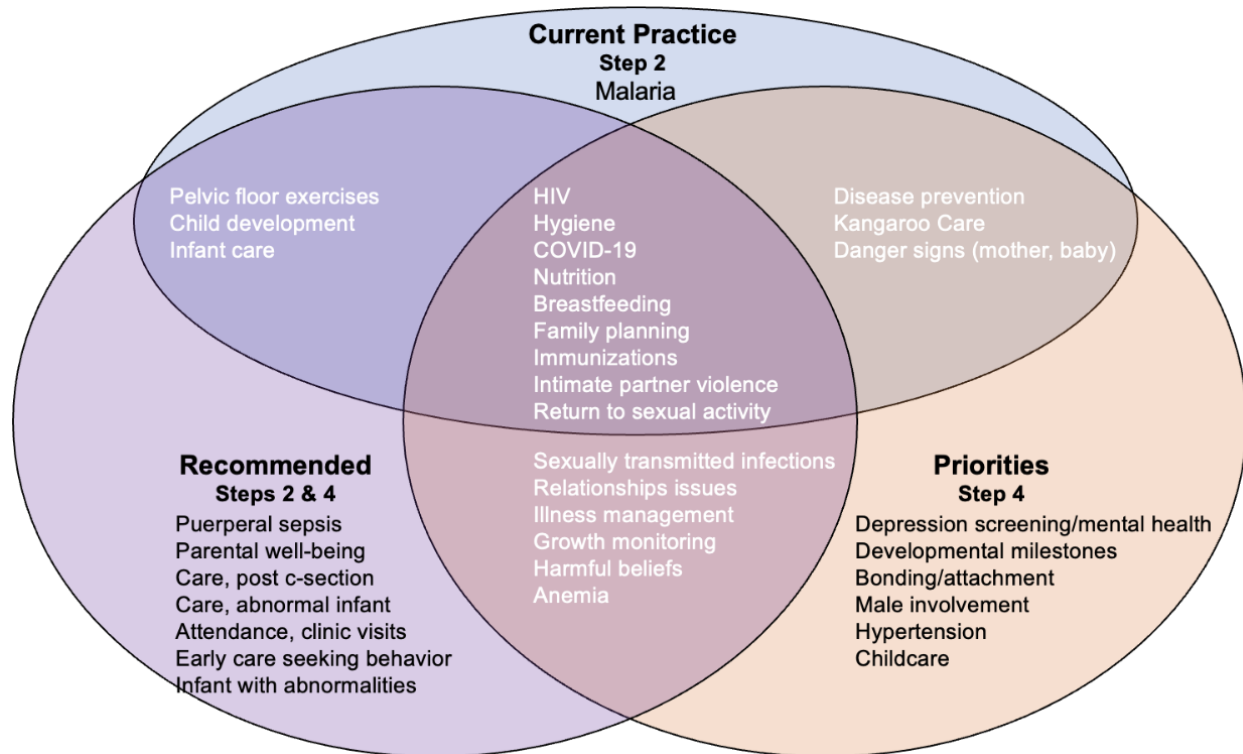 Current Practice
Step 2
Malaria
Pelvic floor exercises
Child development
Infant care
HIV
Hygiene
COVID-19
Nutrition
Breastfeeding
Family planning
Immunizations
Intimate partner violence
Return to sexual activity
Disease prevention
Kangaroo Care
Danger signs (mother, baby)
Recommended
Steps 2 & 4
Puerperal sepsis
Parental well-being
Care, post c-section
Care, abnormal infant
Attendance, clinic visits
Early care seeking behavior
Infant with abnormalities
Sexually transmitted infections
Relationships issues
Illness management
Growth monitoring
Harmful beliefs
Anemia
Priorities
Step 4
Depression screening/mental health
Developmental milestones
Bonding/attachment
Male involvement
Hypertension
Childcare